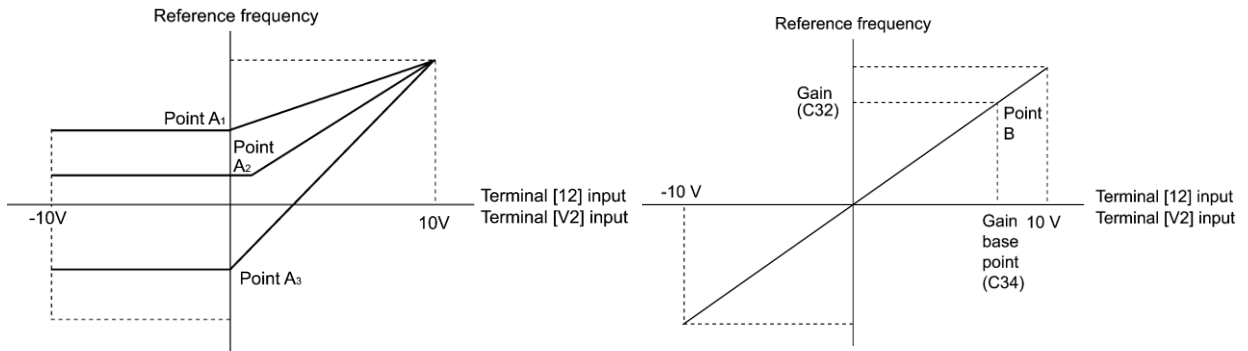 Reference frequency
Point A1
Point
A2
-10V
10V
Terminal [12] input
Terminal [V2] input
Point A3
Reference frequency
Gain
(C32)
Point
B
-10 V
Terminal [12] input
Terminal [V2] input
Gain
base
point
(C34)
10 V